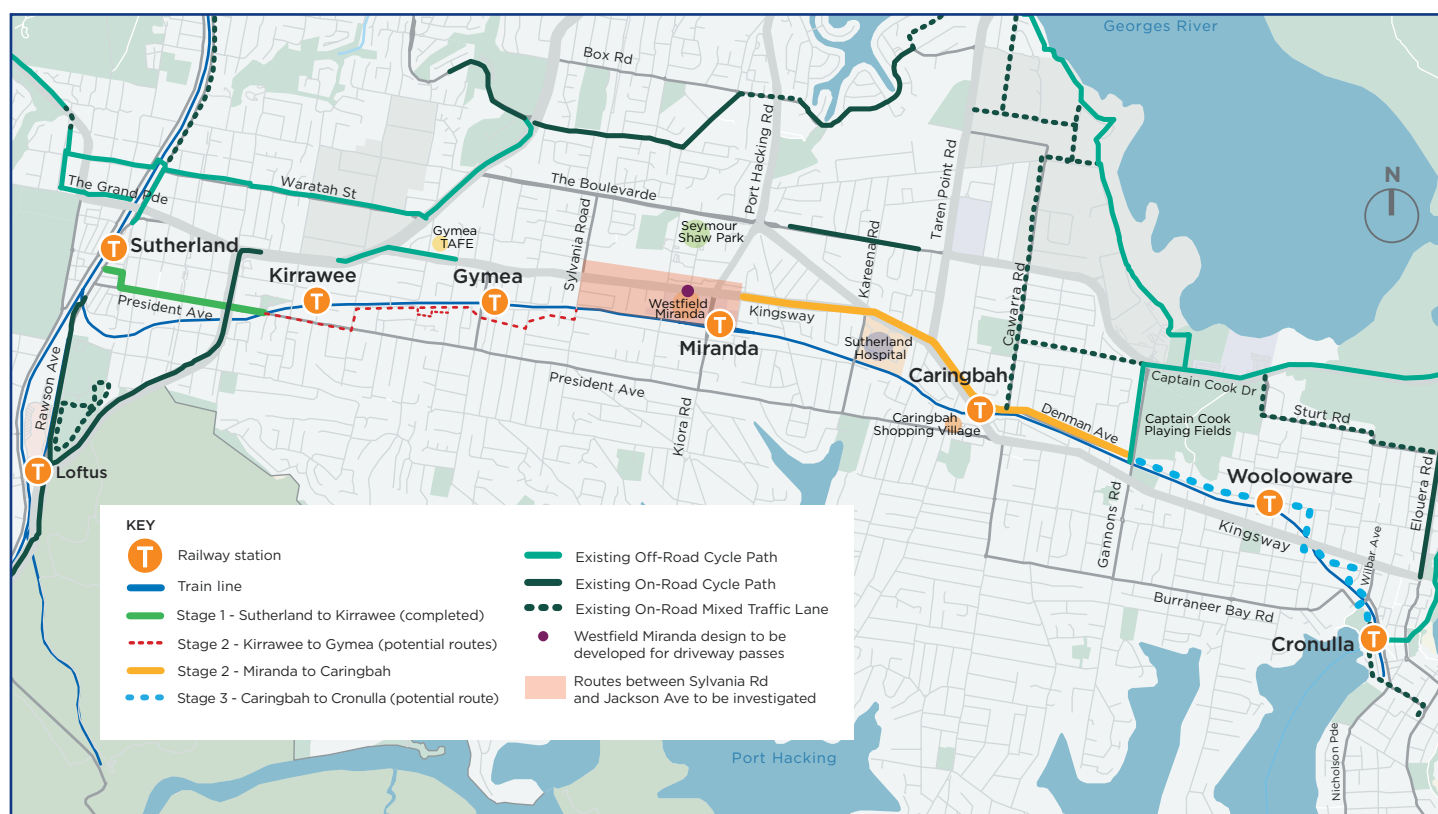 Georges River
Box Rd
Port Hacking Rd
Taren Point Rd
N
The Grand Pde
Waratah St
The Boulevarde
Sylvania Road
Seymour
Shaw Park
Gymea
TAFE
Kareena Rd
Cawarra Rd
T
Sutherland
T
Kirrawee
T
Gymea
President Ave
Westfield
Miranda
Kingsway
T
Miranda
Sutherland
Hospital
Caringbah
T
Caringbah
Shopping Village
Denman Ave
Captain Cook Dr
Captain Cook
Playing Fields
Sturt Rd
Elouera Rd
Rawson Ave
President Ave
Kiora Rd
T
Loftus
Woolooware
T
Gannons Rd
Kingsway
Wilbar Ave
Burraneer Bay Rd
Cronulla
T
Nicholson Pde
Port Hacking
KEY
T
Railway station
Train line
Stage 1 - Sutherland to Kirrawee (completed)
Stage 2 - Kirrawee to Gymea (potential routes)
Stage 2 - Miranda to Caringbah
Stage 3 - Caringbah to Cronulla (potential route)
Existing Off-Road Cycle Path
Existing On-Road Cycle Path
Existing On-Road Mixed Traffic Lane
Westfield Miranda design to be
developed for driveway passes
Routes between Sylvania Rd
and Jackson Ave to be investigated